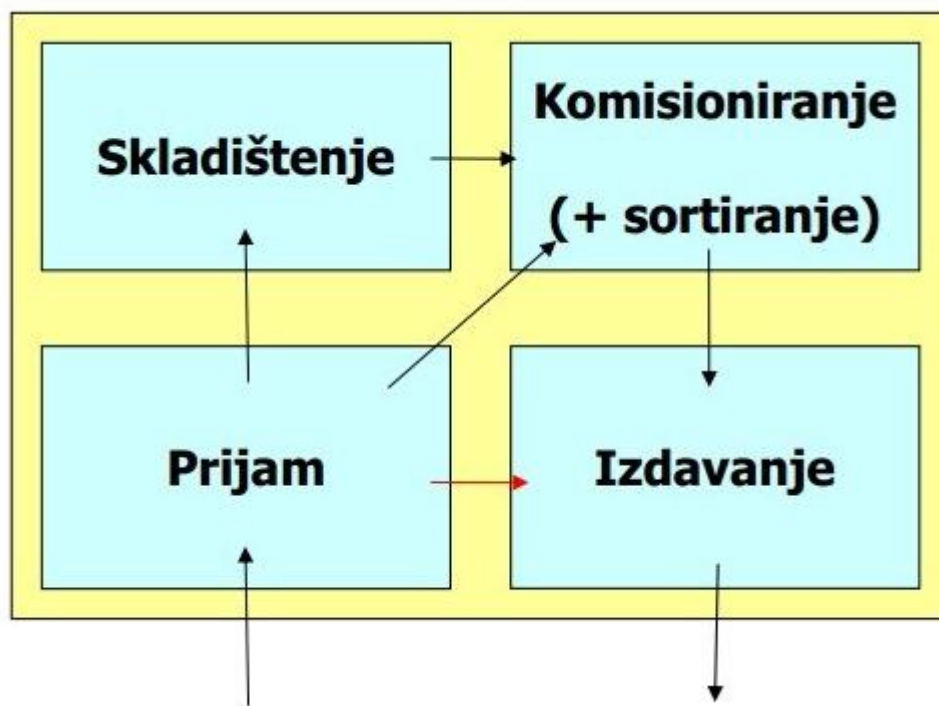 Skladištenje
Komisioniranje
(+ sortiranje)
Prijam
Izdavanje